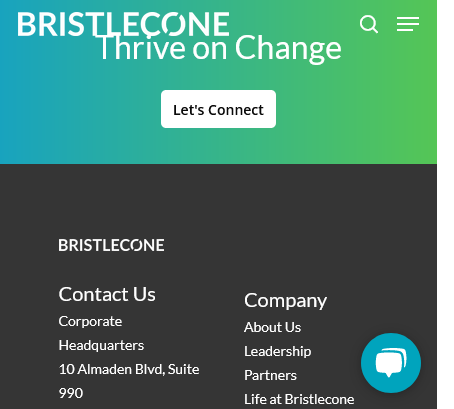 BRISTLECONE
Thrive on Change
Let's Connect
BRISTLECONE
Contact Us
Corporate
Headquarters
10 Almaden Blvd, Suite
990
Company
About Us
Leadership
Partners
Life at Bristlecone